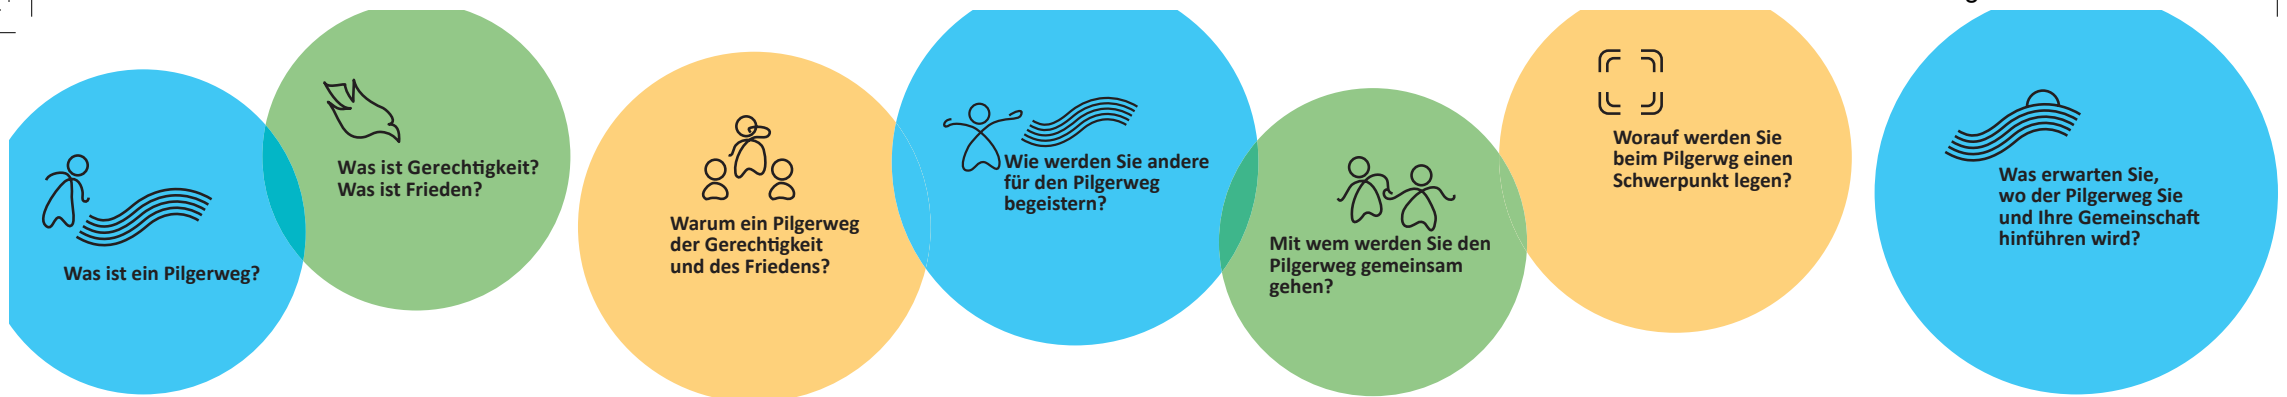 Was ist ein Pilgerweg?
Was ist Gerechtigkeit?
Was ist Frieden?
Warum ein Pilgerweg
der Gerechtigkeit
und des Friedens?
Wie werden Sie andere
für den Pilgerweg
begeistern?
Mit wem werden Sie den
Pilgerweg gemeinsam
gehen?
Worauf werden Sie
beim Pilgerwg einen
Schwerpunkt legen?
Was erwarten Sie,
wo der Pilgerweg Sie
und Ihre Gemeinschaft
hinführen wird?